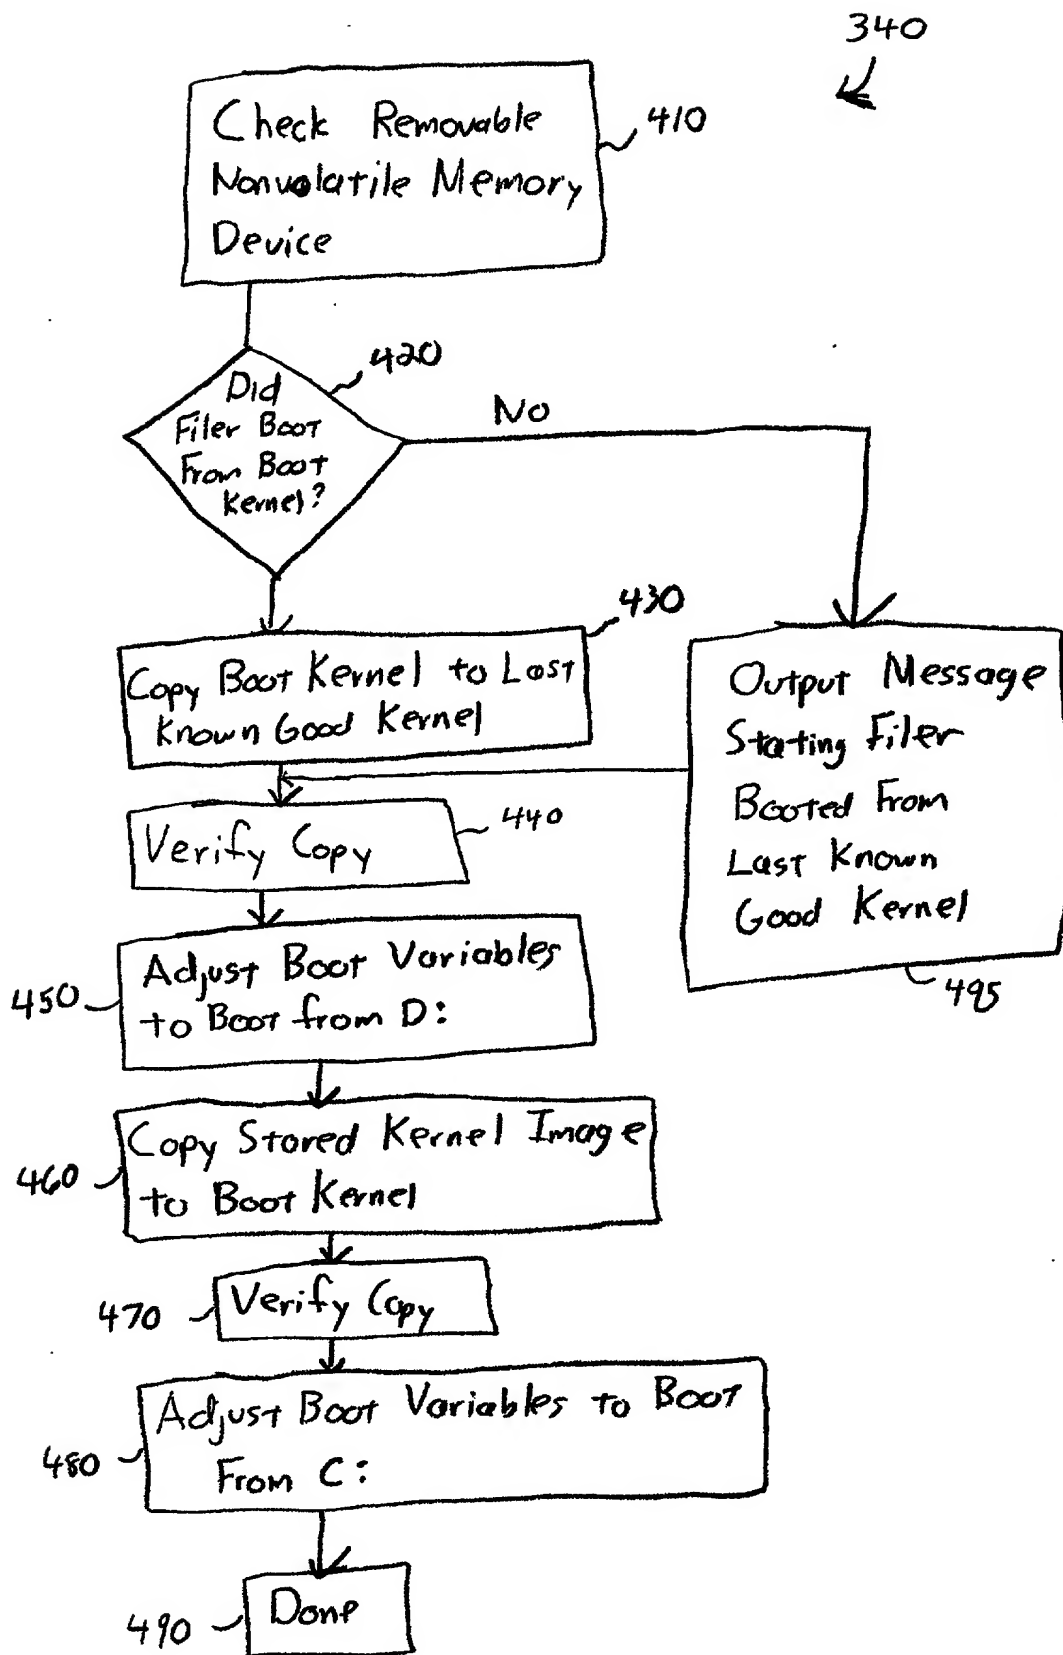 340
Check Removable
Nonvolatile Memory
Device
410
420
Did
Filer Boot
From Boot
Kernel?
No
430
Copy Boot Kernel to Last
Known Good Kernel
Output Message
Stating Filer
Booted From
Last Known
Good Kernel
495
Verify Copy
440
Adjust Boot Variables
to Boot from D:
450
Copy Stored Kernel Image
to Boot Kernel
460
Verify Copy
470
Adjust Boot Variables to Boot
From C:
480
Done
490